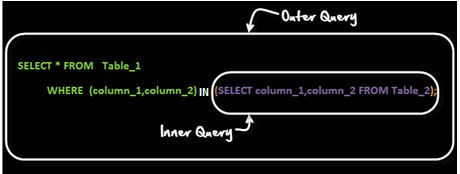 Outer Query
SELECT * FROM Table_1
WHERE (column_1,column_2) IN (SELECT column_1,column_2 FROM Table_2);
Inner Query